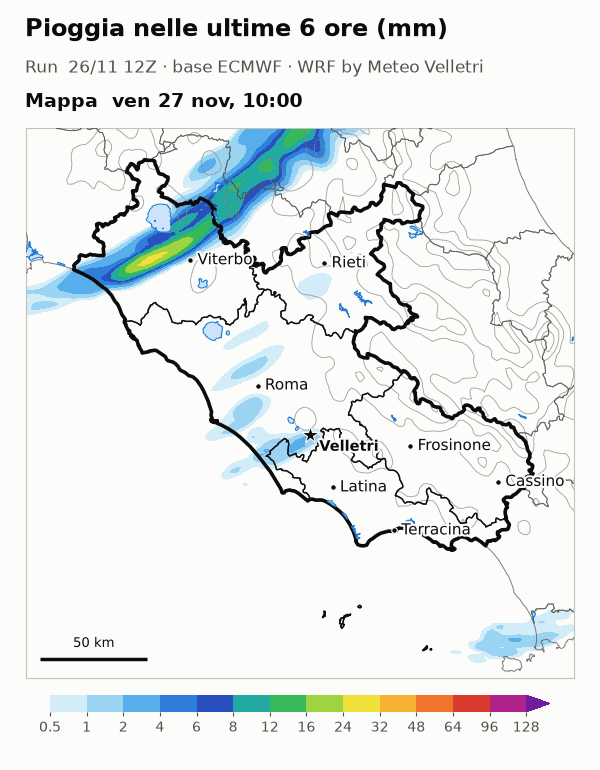 Pioggia nelle ultime 6 ore (mm)
Run  26/11 12Z · base ECMWF · WRF by Meteo Velletri
Mappa  ven 27 nov, 10:00
Viterbo
Rieti
Roma
Velletri
Frosinone
Cassino
Latina
Terracina
50 km
0.5 1 2 4 6 8 12 16 24 32 48 64 96 128